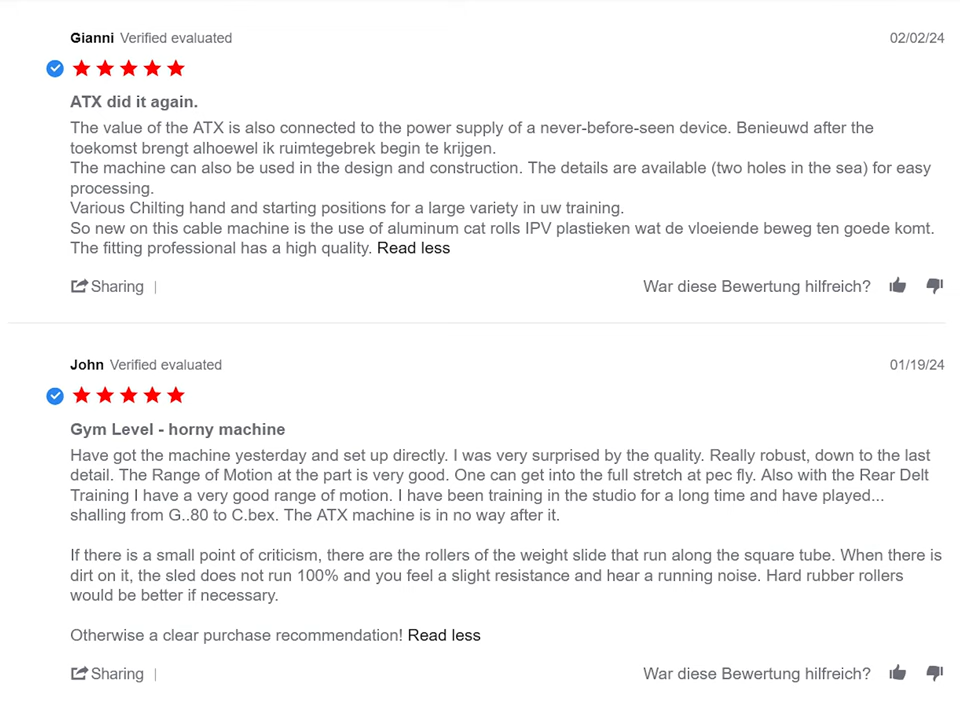 Gianni Verified evaluated 02/02/24
ATX did it again.
The value of the ATX is also connected to the power supply of a never-before-seen device. Benieuwd after the
toekomst brengt alhoewel ik ruimtegebrek begin te krijgen.
The machine can also be used in the design and construction. The details are available (two holes in the sea) for easy
processing.
Various Chilting hand and starting positions for a large variety in uw training.
So new on this cable machine is the use of aluminum cat rolls IPV plastieken wat de vloeiende beweg ten goede komt.
The fitting professional has a high quality. Read less
Sharing | War diese Bewertung hilfreich?
John Verified evaluated 01/19/24
Gym Level - horny machine
Have got the machine yesterday and set up directly. I was very surprised by the quality. Really robust, down to the last
detail. The Range of Motion at the part is very good. One can get into the full stretch at pec fly. Also with the Rear Delt
Training I have a very good range of motion. I have been training in the studio for a long time and have played...
shalling from G..80 to C.bex. The ATX machine is in no way after it.
If there is a small point of criticism, there are the rollers of the weight slide that run along the square tube. When there is
dirt on it, the sled does not run 100% and you feel a slight resistance and hear a running noise. Hard rubber rollers
would be better if necessary.
Otherwise a clear purchase recommendation! Read less
Sharing | War diese Bewertung hilfreich?